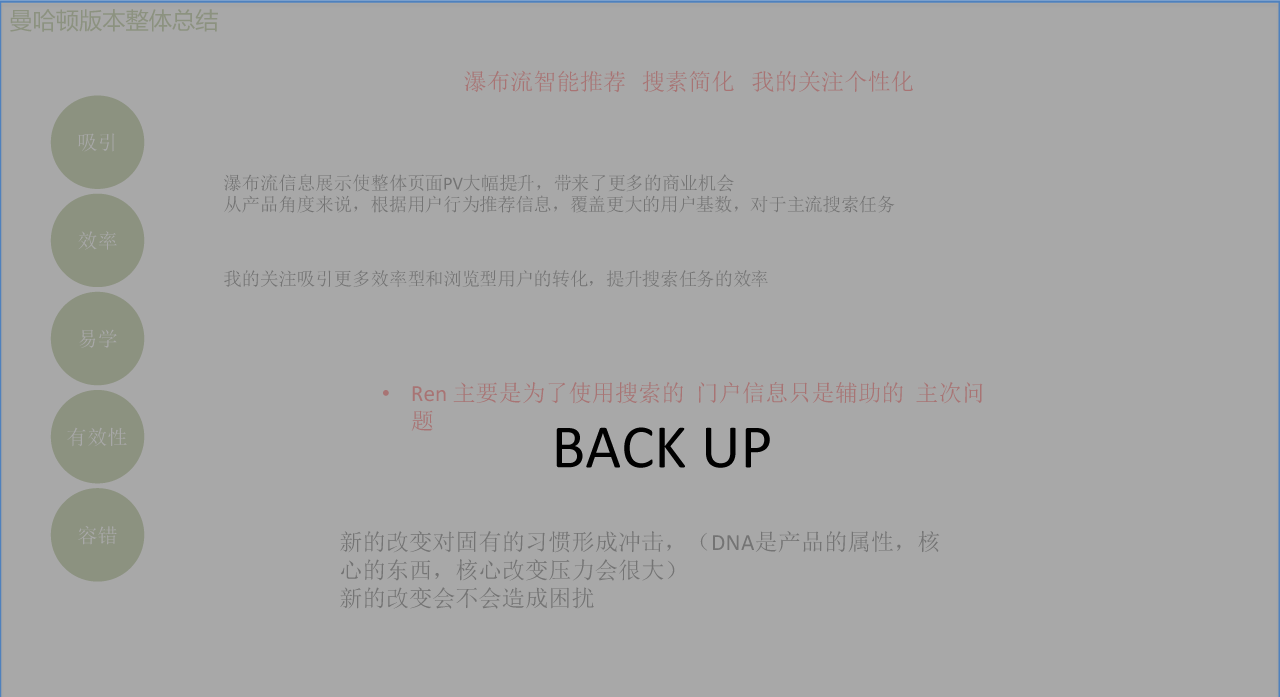 曼哈顿版本整体总结
瀑布流智能推荐 搜素简化 我的关注个性化
吸引
瀑布流信息展示使整体页面PV大幅提升，带来了更多的商业机会
从产品角度来说，根据用户行为推荐信息，覆盖更大的用户基数，对于主流搜索任务
效率
我的关注吸引更多效率型和浏览型用户的转化，提升搜索任务的效率
易学
• Ren 主要是为了使用搜索的 门户信息只是辅助的 主次问
题
有效性
BACK UP
容错
新的改变对固有的习惯形成冲击，（DNA是产品的属性，核
心的东西，核心改变压力会很大）
新的改变会不会造成困扰